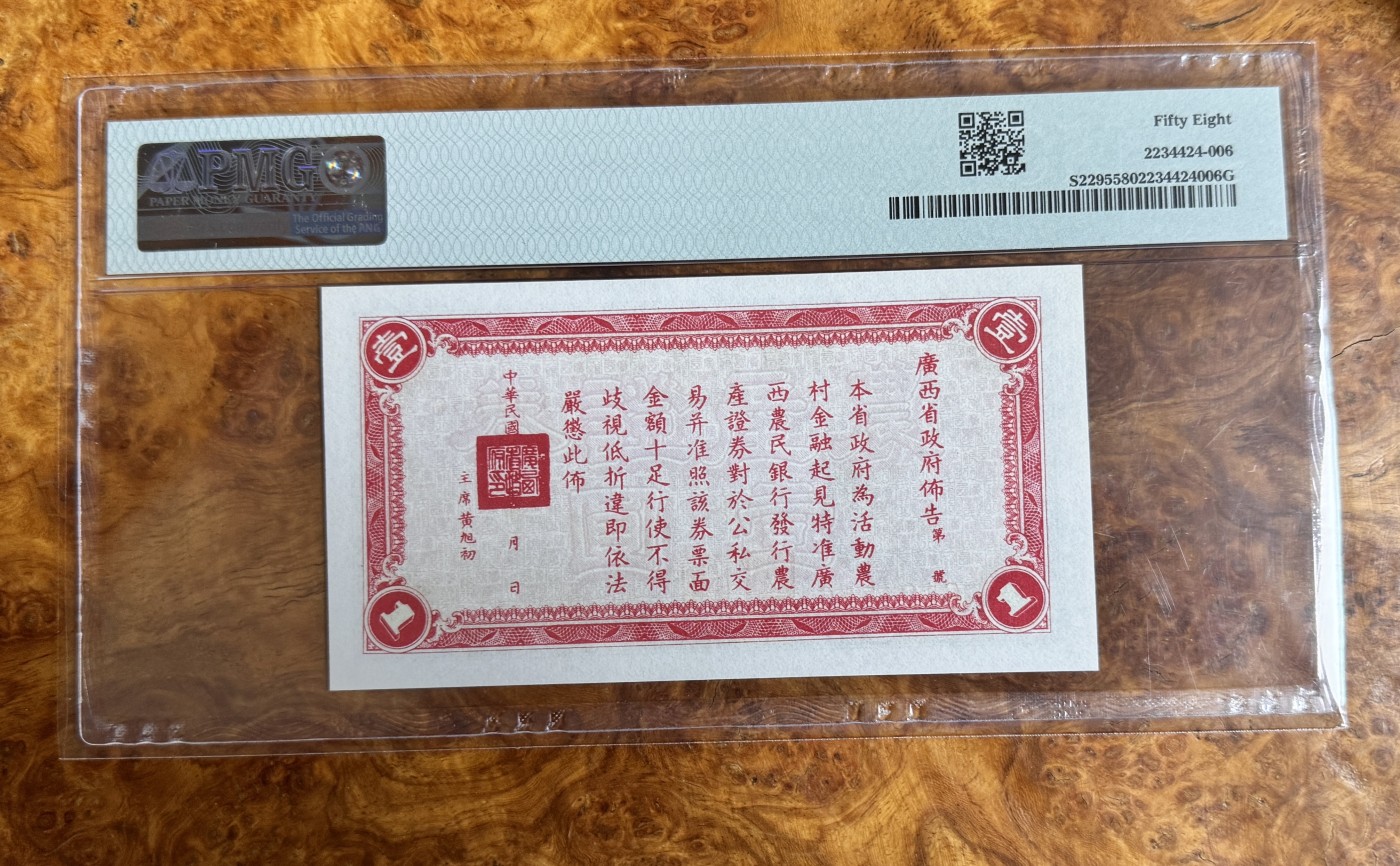 PMG
PAPER MONEY GUARANTY
The Official Grading
Service of the ANA
Fifty Eight
2234424-006
S22955802234424006G
壹
壹
廣西省政府佈告第 號
本省政府為活動農
村金融起見特准廣
西農民銀行發行農
產證券對於公私交
易并准照該券票面
金額十足行使不得
歧視低折違即依法
嚴懲此佈
中華民國 月 日
主席黃旭初
1
1